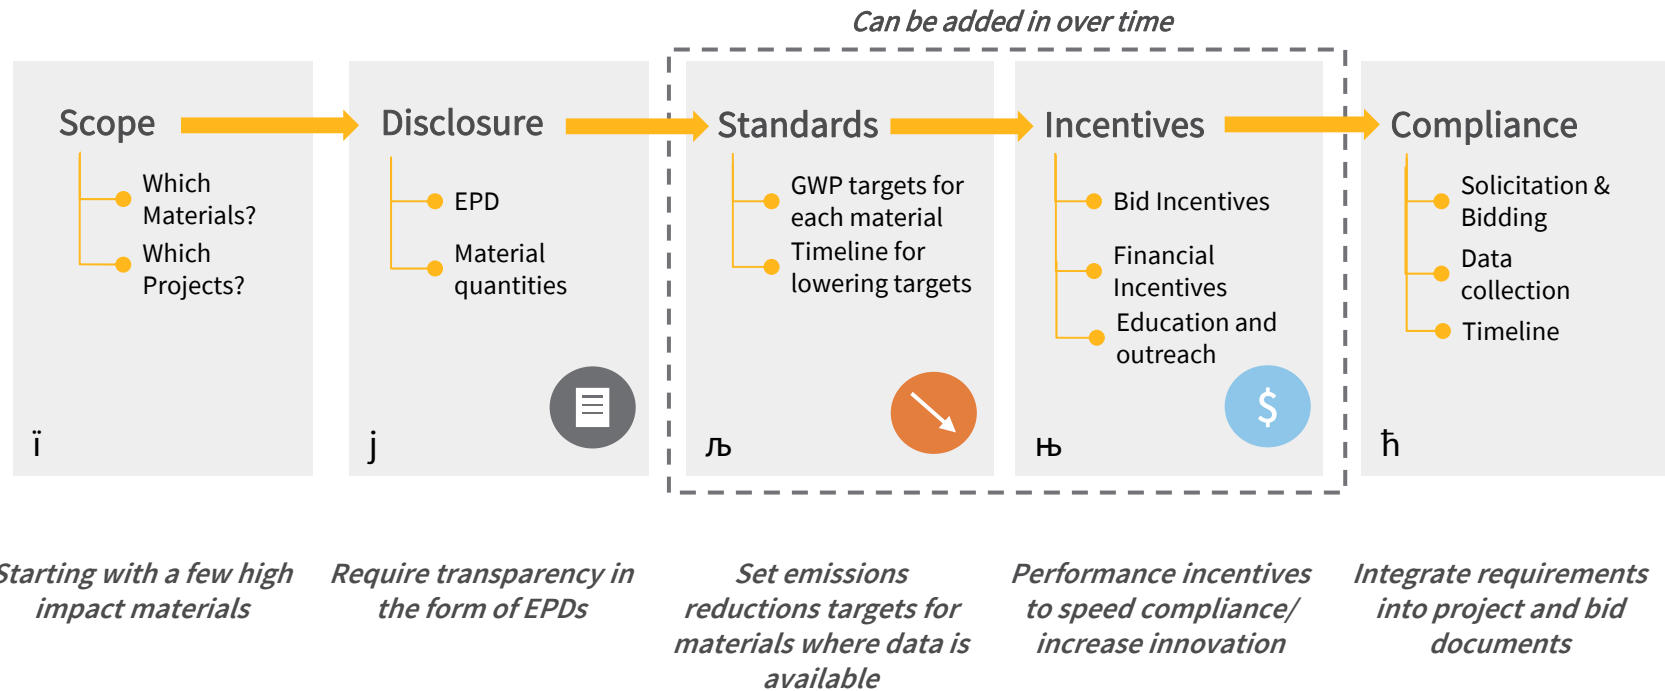 Can be added in over time
Scope
Which
Materials?
Which
Projects?
ï
Disclosure
EPD
Material
quantities
j
Standards
GWP targets for
each material
Timeline for
lowering targets
љ
Incentives
Bid Incentives
Financial
Incentives
Education and
outreach
$
њ
Compliance
Solicitation &
Bidding
Data
collection
Timeline
ħ
Starting with a few high
impact materials
Require transparency in
the form of EPDs
Set emissions
reductions targets for
materials where data is
available
Performance incentives
to speed compliance/
increase innovation
Integrate requirements
into project and bid
documents